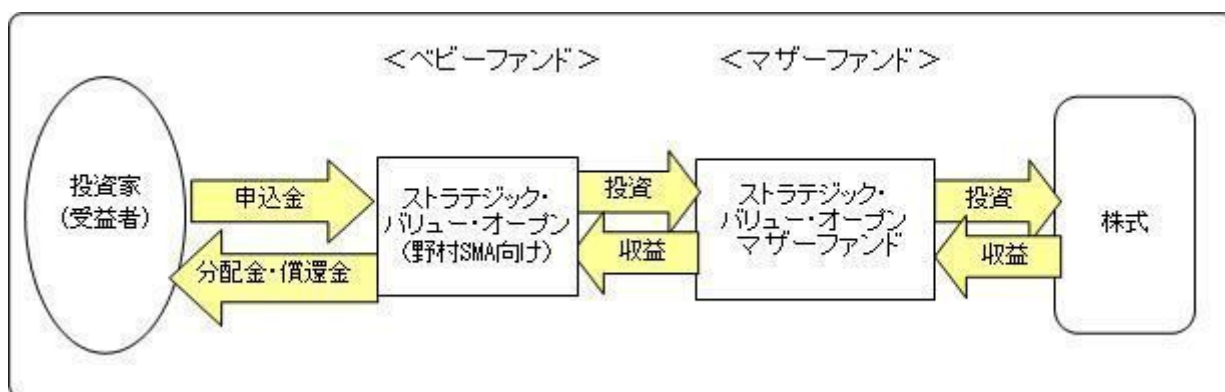 ＜ベビーファンド＞
＜マザーファンド＞
投資家
(受益者)
申込金
分配金・償還金
ストラテジック・
バリュー・オープン
(野村SMA向け)
投資
収益
ストラテジック・
バリュー・オープン
マザーファンド
投資
収益
株式